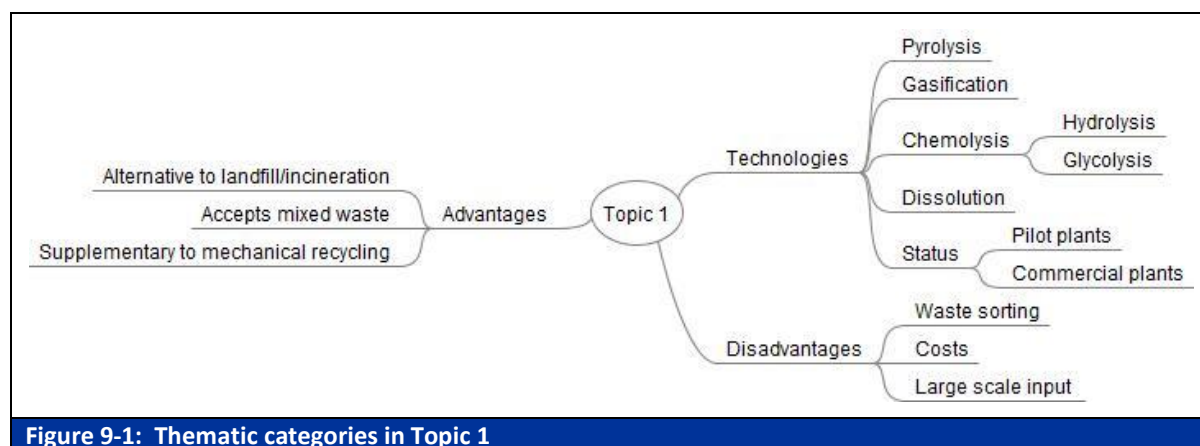 Topic 1
Advantages
Alternative to landfill/incineration
Accepts mixed waste
Supplementary to mechanical recycling
Technologies
Pyrolysis
Gasification
Chemolysis
Hydrolysis
Glycolysis
Dissolution
Status
Pilot plants
Commercial plants
Disadvantages
Waste sorting
Costs
Large scale input
Figure 9-1: Thematic categories in Topic 1